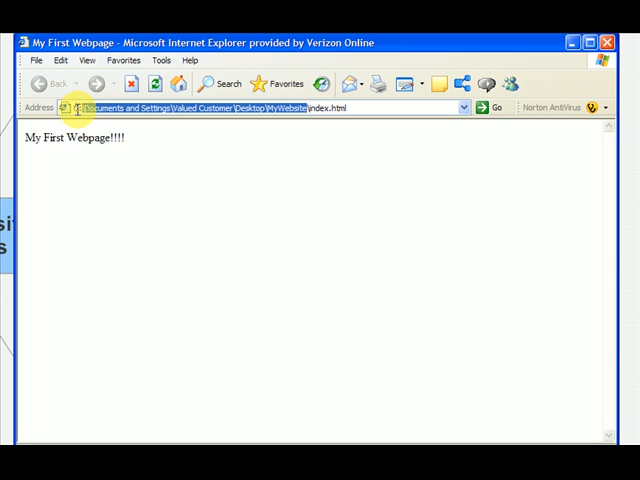 My First Webpage - Microsoft Internet Explorer provided by Verizon Online
File Edit View Favorites Tools Help
Back Search Favorites
Address Documents and Settings\Valued Customer\Desktop\MyWebsite\index.html Go Norton AntiVirus
My First Webpage!!!!
s